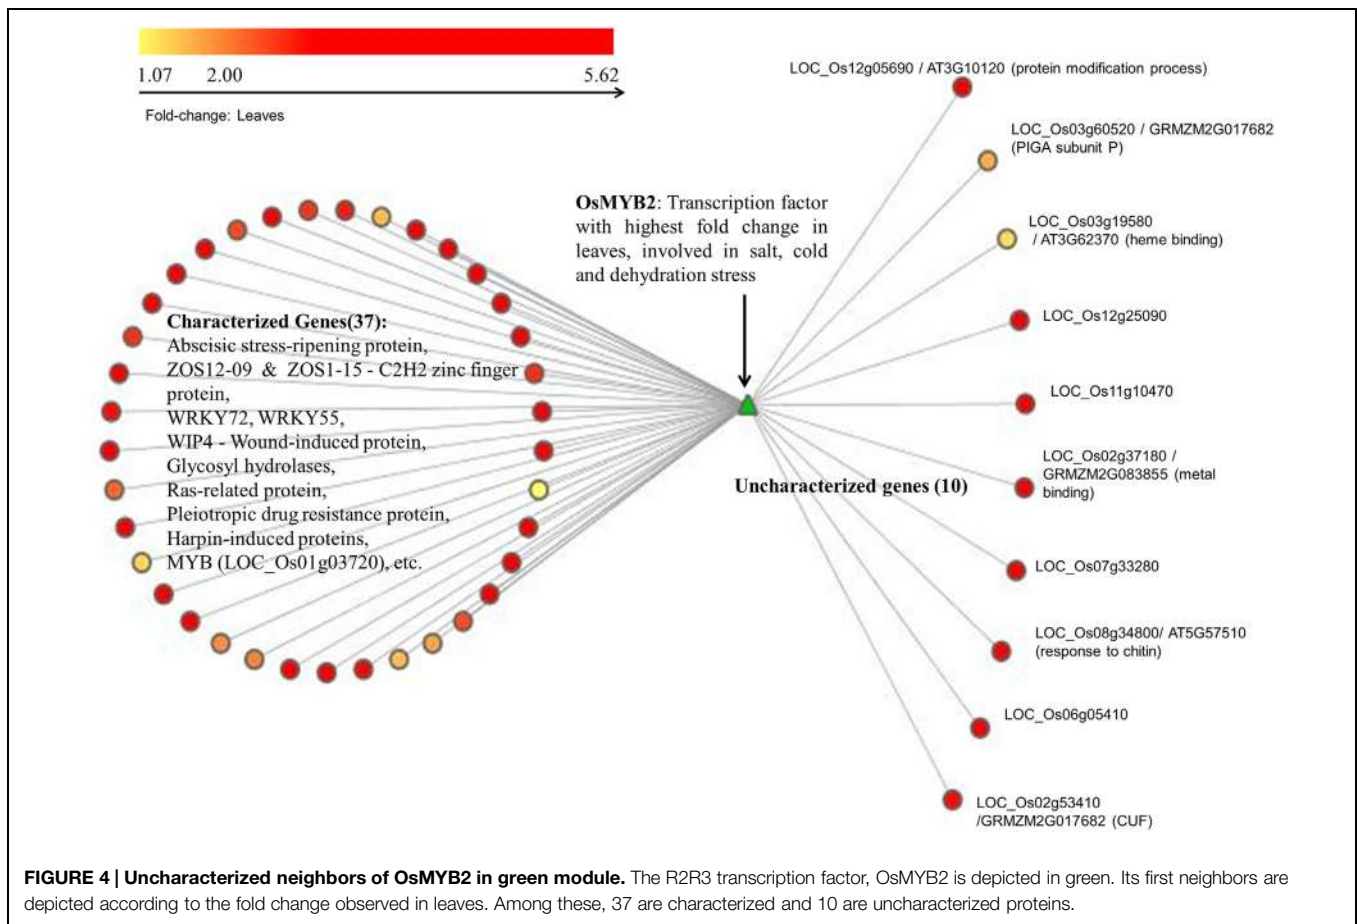 1.07 2.00 5.62
Fold-change: Leaves
LOC_Os12g05690 / AT3G10120 (protein modification process)
LOC_Os03g60520 / GRMZM2G017682
(PIGA subunit P)
OsMYB2: Transcription factor
with highest fold change in
leaves, involved in salt, cold
and dehydration stress
LOC_Os03g19580
/ AT3G62370 (heme binding)
LOC_Os12g25090
Characterized Genes(37):
Abscisic stress-ripening protein,
ZOS12-09 & ZOS1-15 - C2H2 zinc finger
protein,
WRKY72, WRKY55,
WIP4 - Wound-induced protein,
Glycosyl hydrolases,
Ras-related protein,
Pleiotropic drug resistance protein,
Harpin-induced proteins,
MYB (LOC_Os01g03720), etc.
LOC_Os11g10470
Uncharacterized genes (10)
LOC_Os02g37180 /
GRMZM2G083855 (metal
binding)
LOC_Os07g33280
LOC_Os08g34800/ AT5G57510
(response to chitin)
LOC_Os06g05410
LOC_Os02g53410
/GRMZM2G017682 (CUF)
FIGURE 4 | Uncharacterized neighbors of OsMYB2 in green module. The R2R3 transcription factor, OsMYB2 is depicted in green. Its first neighbors are
depicted according to the fold change observed in leaves. Among these, 37 are characterized and 10 are uncharacterized proteins.